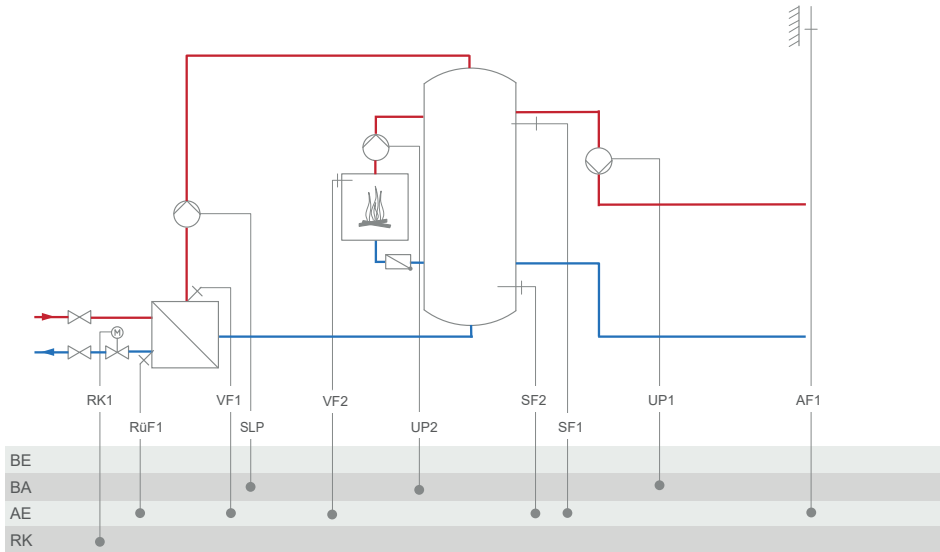 M
RK1 VF1 VF2 SF2 UP1 AF1
RüF1 SLP UP2 SF1
BE
BA
AE
RK